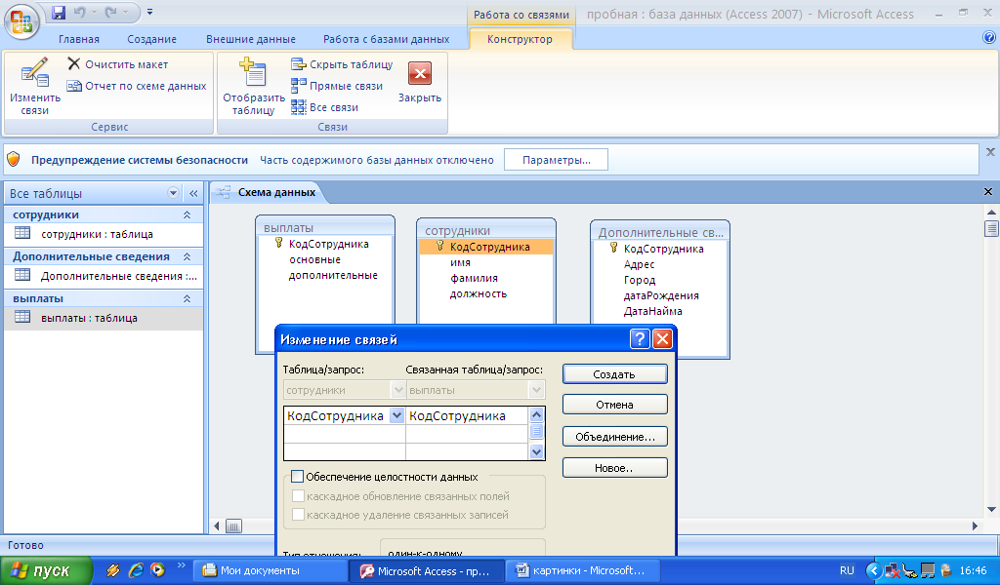 Работа со связями
пробная : база данных (Access 2007) - Microsoft Access
Главная
Создание
Внешние данные
Работа с базами данных
Конструктор
Изменить связи
Очистить макет
Отчет по схеме данных
Сервис
Отобразить таблицу
Скрыть таблицу
Прямые связи
Все связи
Закрыть
Связи
Предупреждение системы безопасности
Часть содержимого базы данных отключено
Параметры...
Все таблицы
сотрудники
сотрудники : таблица
Дополнительные сведения
Дополнительные сведения :...
выплаты
выплаты : таблица
Схема данных
выплаты
КодСотрудника
основные
дополнительные
сотрудники
КодСотрудника
имя
фамилия
должность
Дополнительные св...
КодСотрудника
Адрес
Город
датаРождения
ДатаНайма
Изменение связей
Таблица/запрос:
Связанная таблица/запрос:
сотрудники
выплаты
КодСотрудника
КодСотрудника
Создать
Отмена
Объединение...
Новое..
Обеспечение целостности данных
каскадное обновление связанных полей
каскадное удаление связанных записей
Тип отношения:
один-к-одному
Готово
пуск
Мои документы
Microsoft Access - пр...
картинки - Microsoft...
RU
16:46